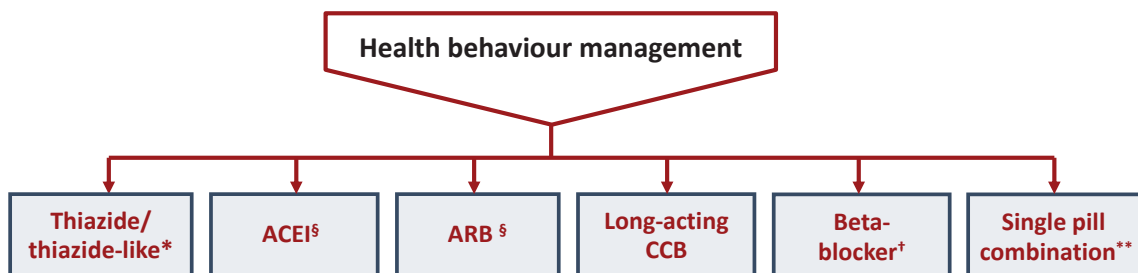 Health behaviour management
Thiazide/
thiazide-like*
ACEI§
ARB §
Long-acting
CCB
Beta-
blocker†
Single pill
combination**